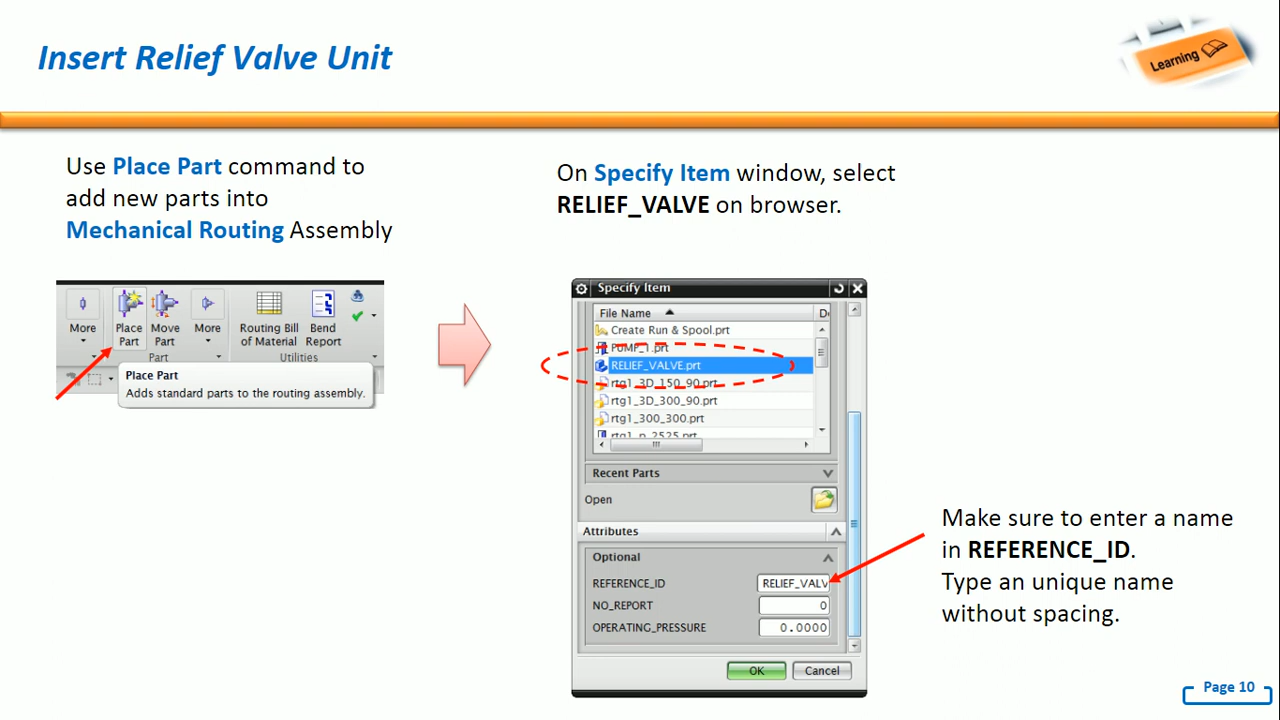 Insert Relief Valve Unit
Learning
Use Place Part command to
add new parts into
Mechanical Routing Assembly
On Specify Item window, select
RELIEF_VALVE on browser.
More
Place
Part
Move
Part
More
Routing Bill
of Material
Bend
Report
Part
Utilities
Place Part
Adds standard parts to the routing assembly.
Specify Item
File Name
Create Run & Spool.prt
PUMP_1.prt
RELIEF_VALVE.prt
rtg1_3D_150_90.prt
rtg1_3D_300_90.prt
rtg1_300_300.prt
rtg1_p_2525.prt
Recent Parts
Open
Attributes
Optional
REFERENCE_ID RELIEF_VALV
NO_REPORT 0
OPERATING_PRESSURE 0.0000
OK Cancel
Make sure to enter a name
in REFERENCE_ID.
Type an unique name
without spacing.
Page 10